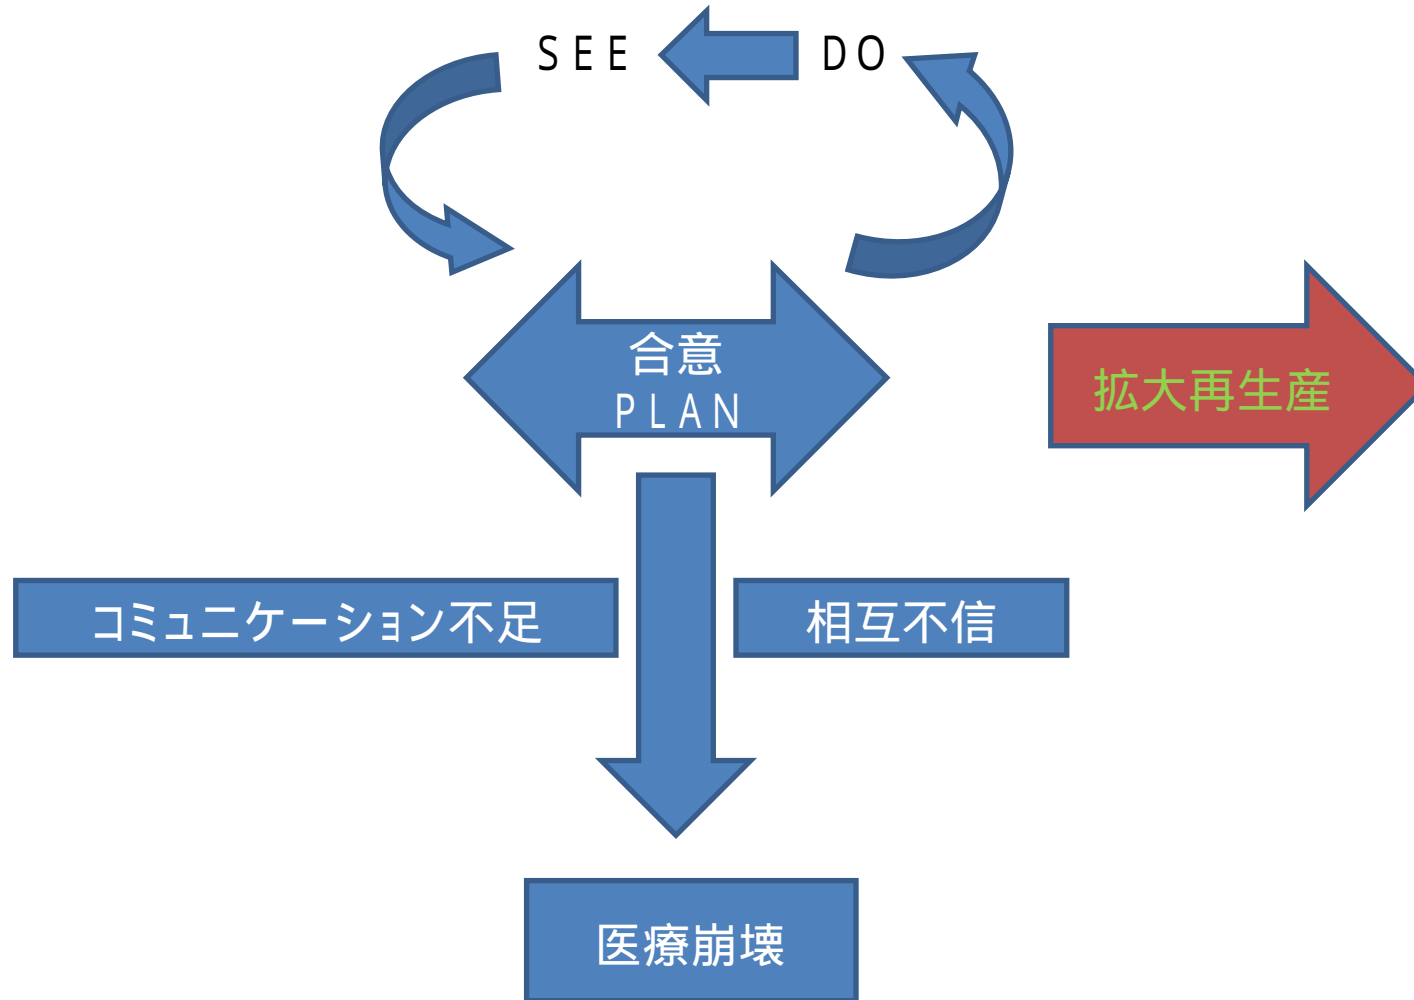 ＳＥＥ
ＤＯ
合意
ＰＬＡＮ
拡大再生産
コミュニケーション不足
相互不信
医療崩壊